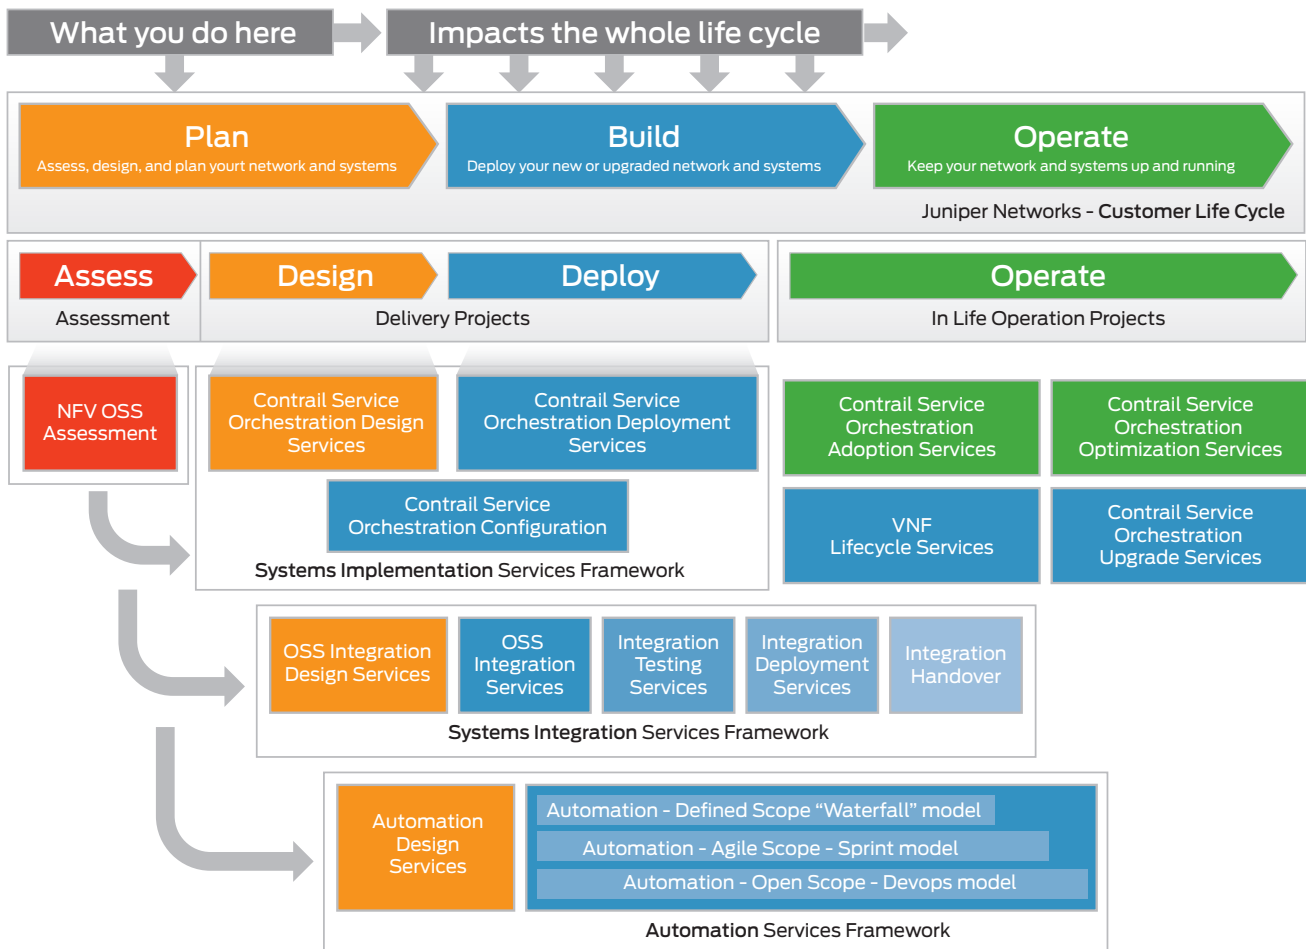 What you do here
Impacts the whole life cycle
Plan
Assess, design, and plan yourt network and systems
Build
Deploy your new or upgraded network and systems
Operate
Keep your network and systems up and running
Juniper Networks - Customer Life Cycle
Assess
Design
Deploy
Operate
Assessment
Delivery Projects
In Life Operation Projects
NFV OSS
Assessment
Contrail Service
Orchestration Design
Services
Contrail Service
Orchestration Deployment
Services
Contrail Service
Orchestration Configuration
Systems Implementation Services Framework
Contrail Service
Orchestration
Adoption Services
Contrail Service
Orchestration
Optimization Services
VNF
Lifecycle Services
Contrail Service
Orchestration
Upgrade Services
OSS Integration
Design Services
OSS
Integration
Services
Integration
Testing
Services
Integration
Deployment
Services
Integration
Handover
Systems Integration Services Framework
Automation
Design
Services
Automation - Defined Scope “Waterfall” model
Automation - Agile Scope - Sprint model
Automation - Open Scope - Devops model
Automation Services Framework